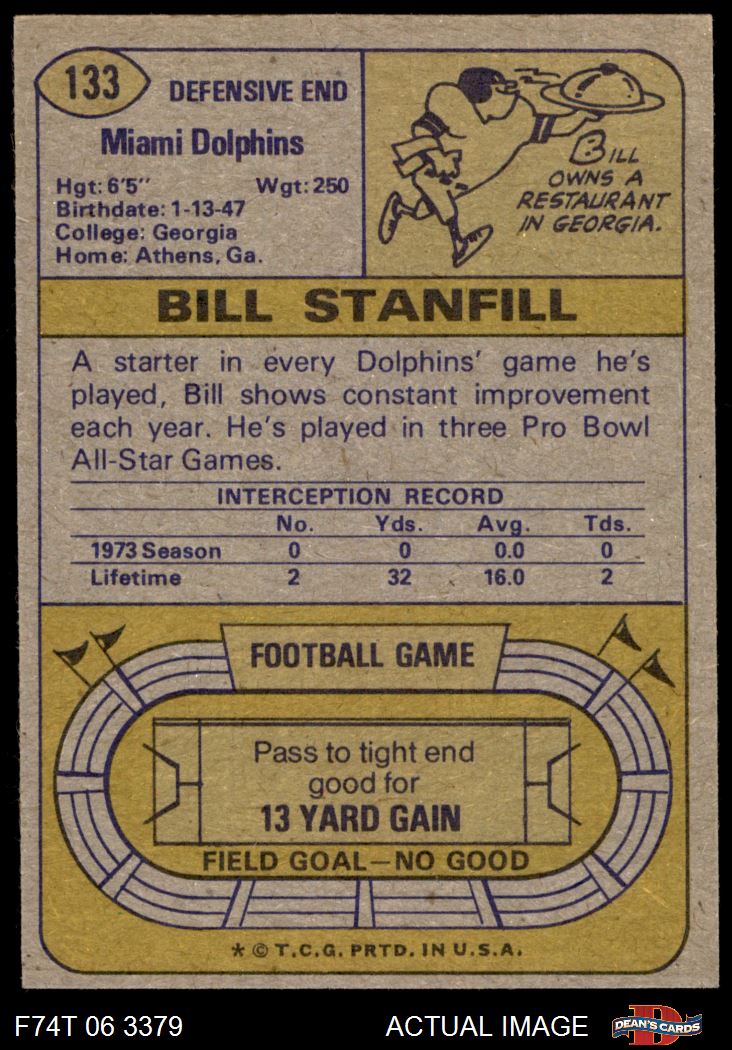 133
DEFENSIVE END
Miami Dolphins
Hgt: 6'5" Wgt: 250
Birthdate: 1-13-47
College: Georgia
Home: Athens, Ga.
BILL
OWNS A
RESTAURANT
IN GEORGIA.
BILL STANFILL
A starter in every Dolphins' game he's
played, Bill shows constant improvement
each year. He's played in three Pro Bowl
All-Star Games.
INTERCEPTION RECORD
No. Yds. Avg. Tds.
1973 Season 0 0 0.0 0
Lifetime 2 32 16.0 2
FOOTBALL GAME
Pass to tight end
good for
13 YARD GAIN
FIELD GOAL—NO GOOD
* © T.C.G. PRTD. IN U.S.A.
F74T 06 3379 ACTUAL IMAGE
D
DEAN'S CARDS